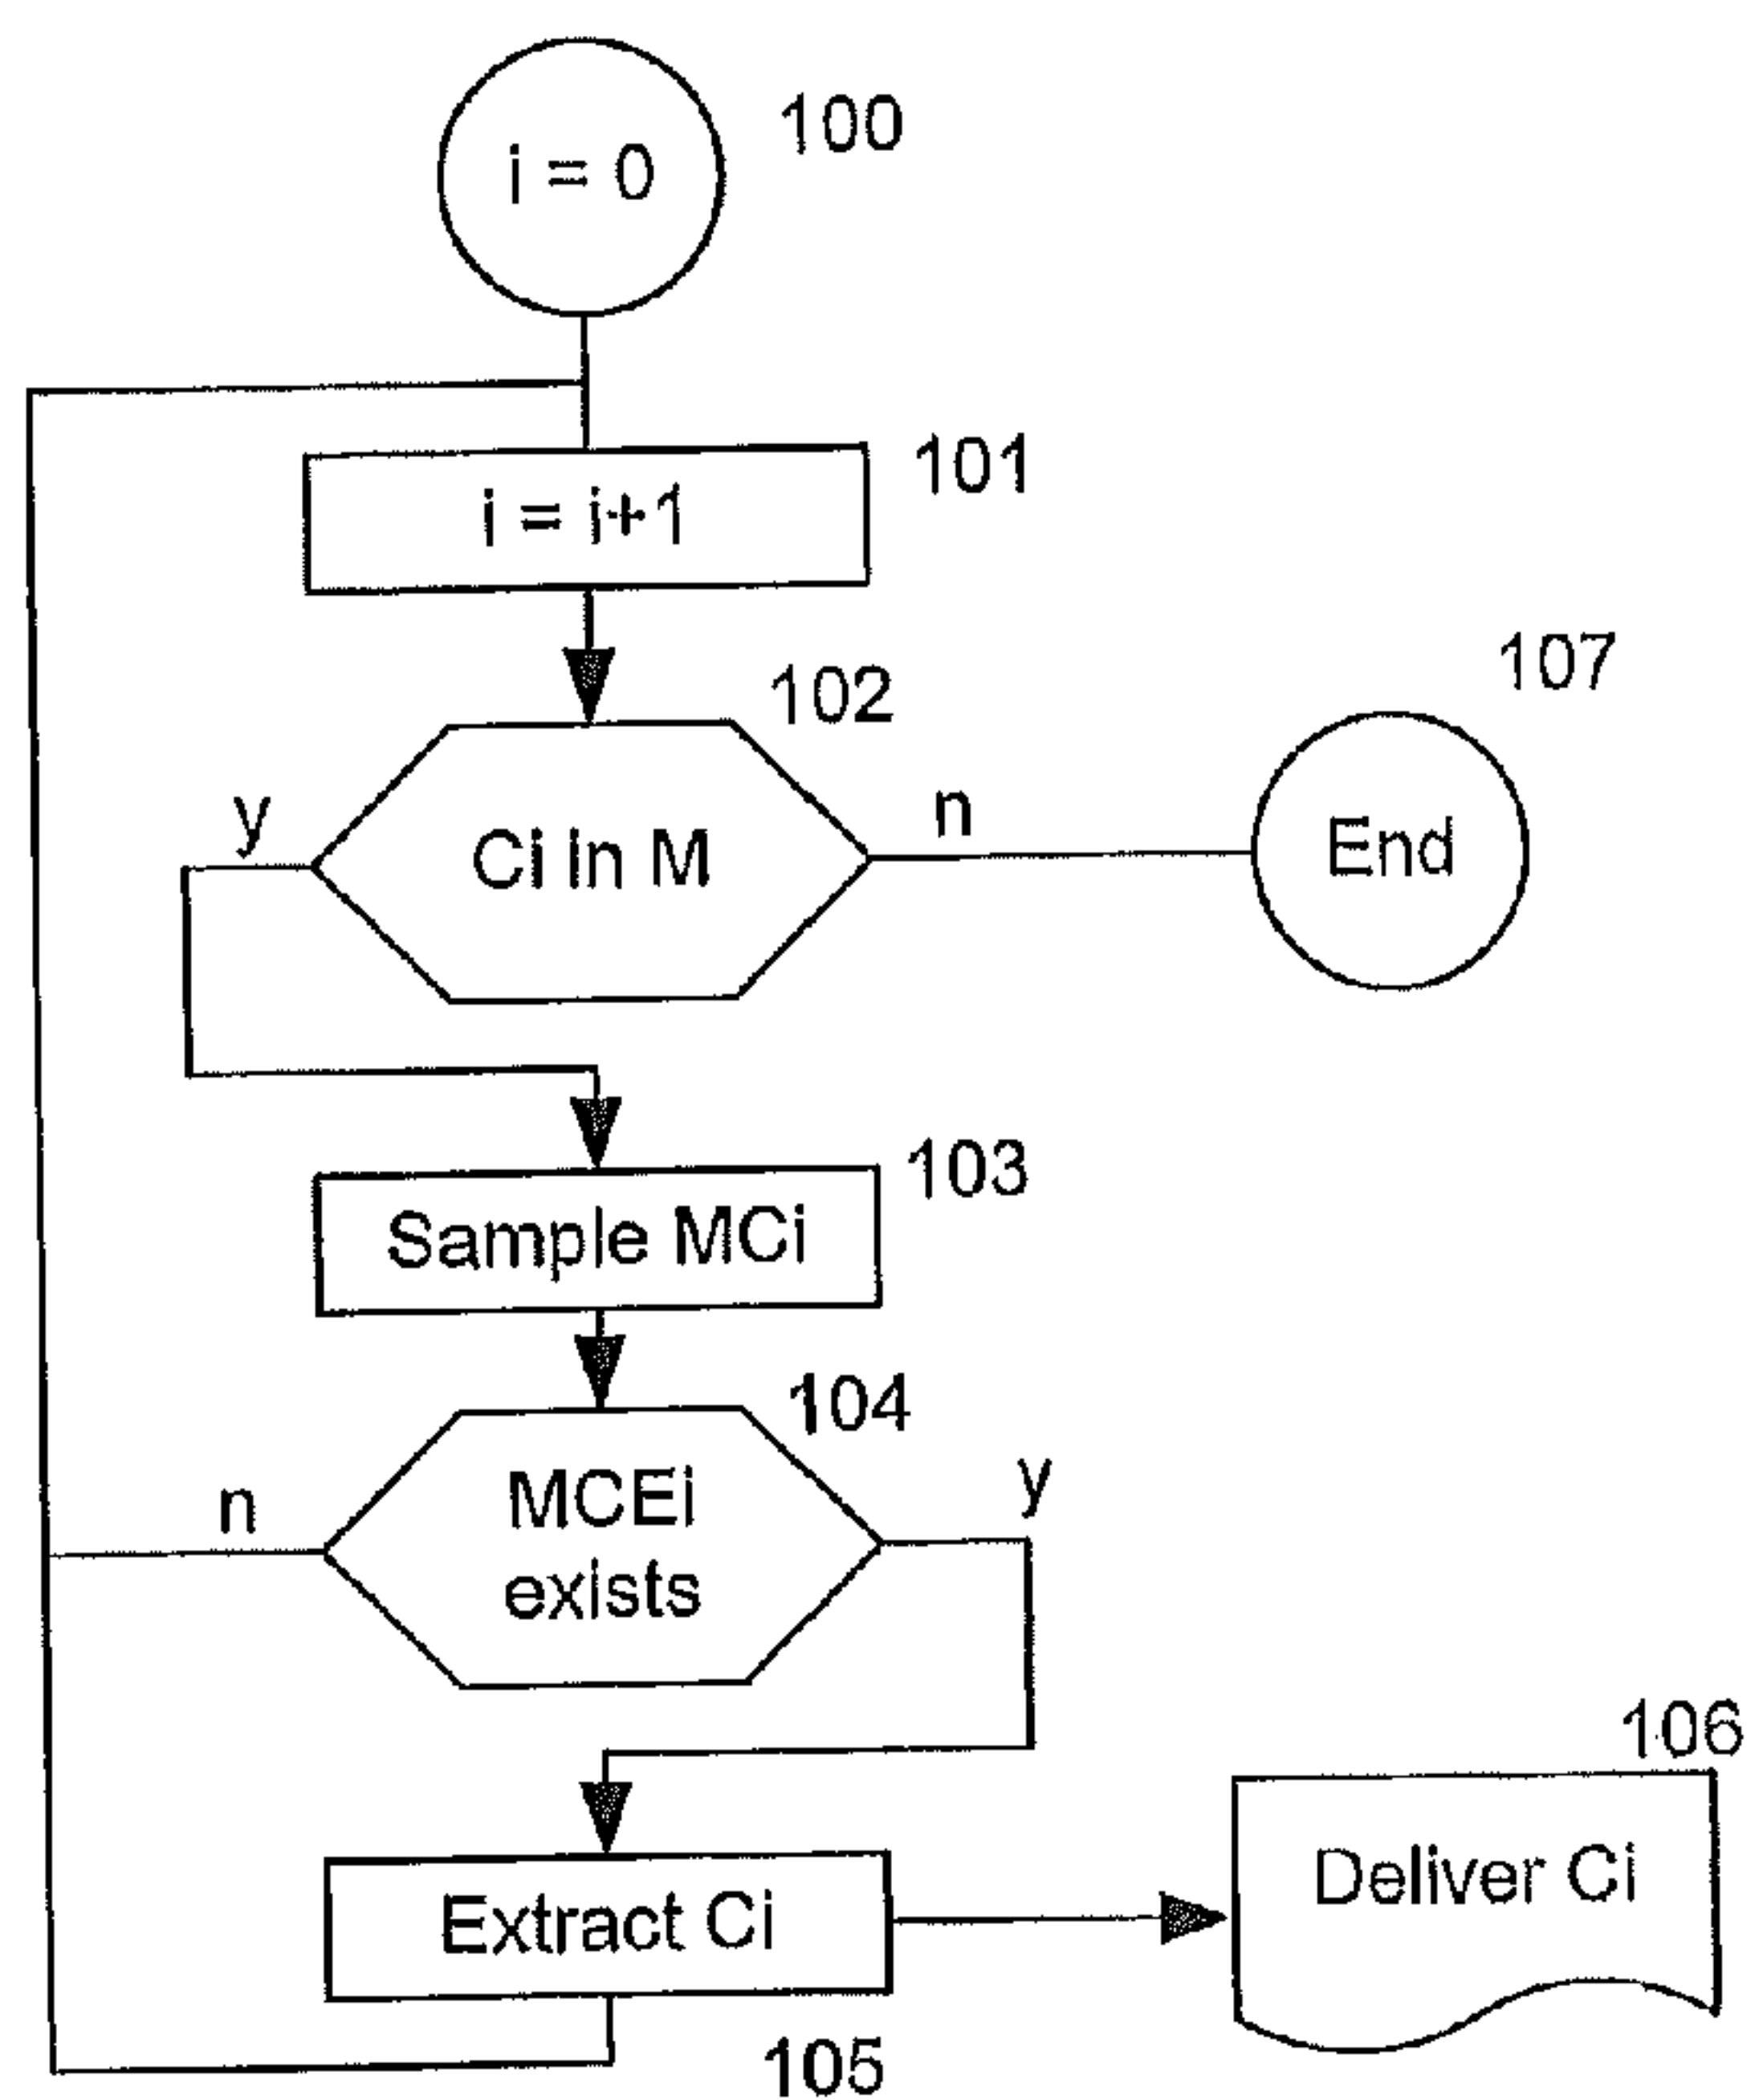 100
i = 0
101
i = i+1
102
107
y
n
Ci In M
End
103
Sample MCi
104
n
y
MCEi
exists
106
Deliver Ci
Extract Ci
105